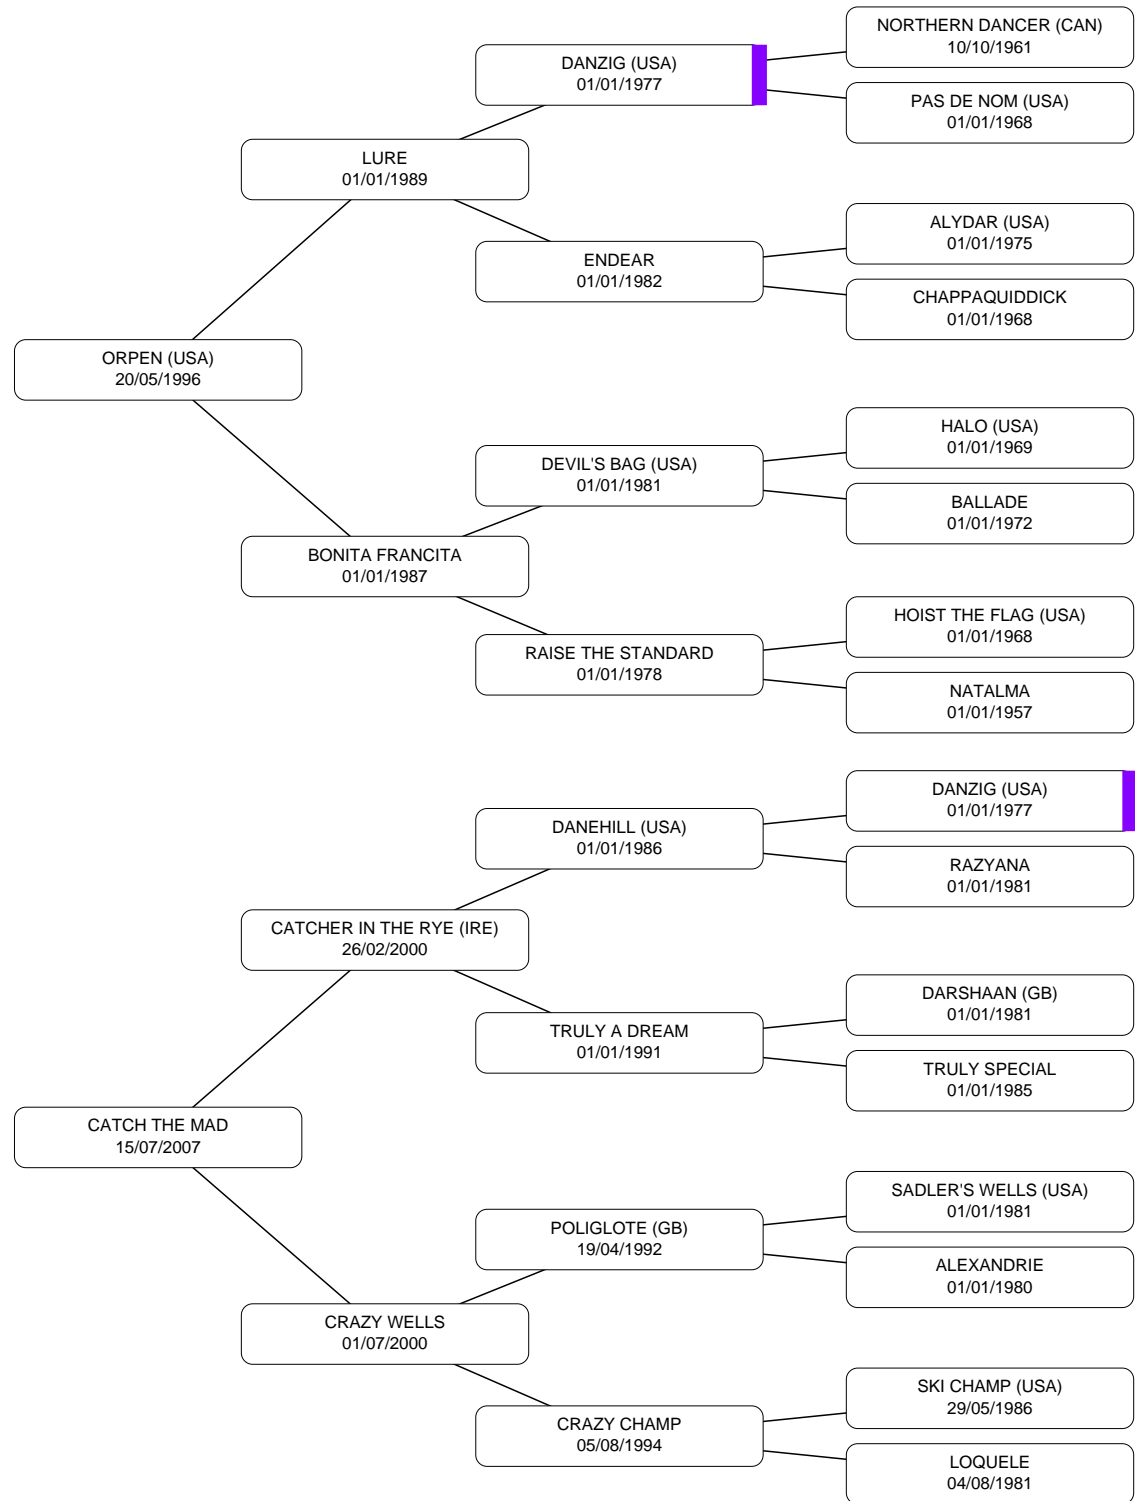 NORTHERN DANCER (CAN)
10/10/1961
DANZIG (USA)
01/01/1977
PAS DE NOM (USA)
01/01/1968
LURE
01/01/1989
ALYDAR (USA)
01/01/1975
ENDEAR
01/01/1982
CHAPPAQUIDDICK
01/01/1968
ORPEN (USA)
20/05/1996
HALO (USA)
01/01/1969
DEVIL'S BAG (USA)
01/01/1981
BALLADE
01/01/1972
BONITA FRANCITA
01/01/1987
HOIST THE FLAG (USA)
01/01/1968
RAISE THE STANDARD
01/01/1978
NATALMA
01/01/1957
DANZIG (USA)
01/01/1977
DANEHILL (USA)
01/01/1986
RAZYANA
01/01/1981
CATCHER IN THE RYE (IRE)
26/02/2000
DARSHAAN (GB)
01/01/1981
TRULY A DREAM
01/01/1991
TRULY SPECIAL
01/01/1985
CATCH THE MAD
15/07/2007
SADLER'S WELLS (USA)
01/01/1981
POLIGLOTE (GB)
19/04/1992
ALEXANDRIE
01/01/1980
CRAZY WELLS
01/07/2000
SKI CHAMP (USA)
29/05/1986
CRAZY CHAMP
05/08/1994
LOQUELE
04/08/1981